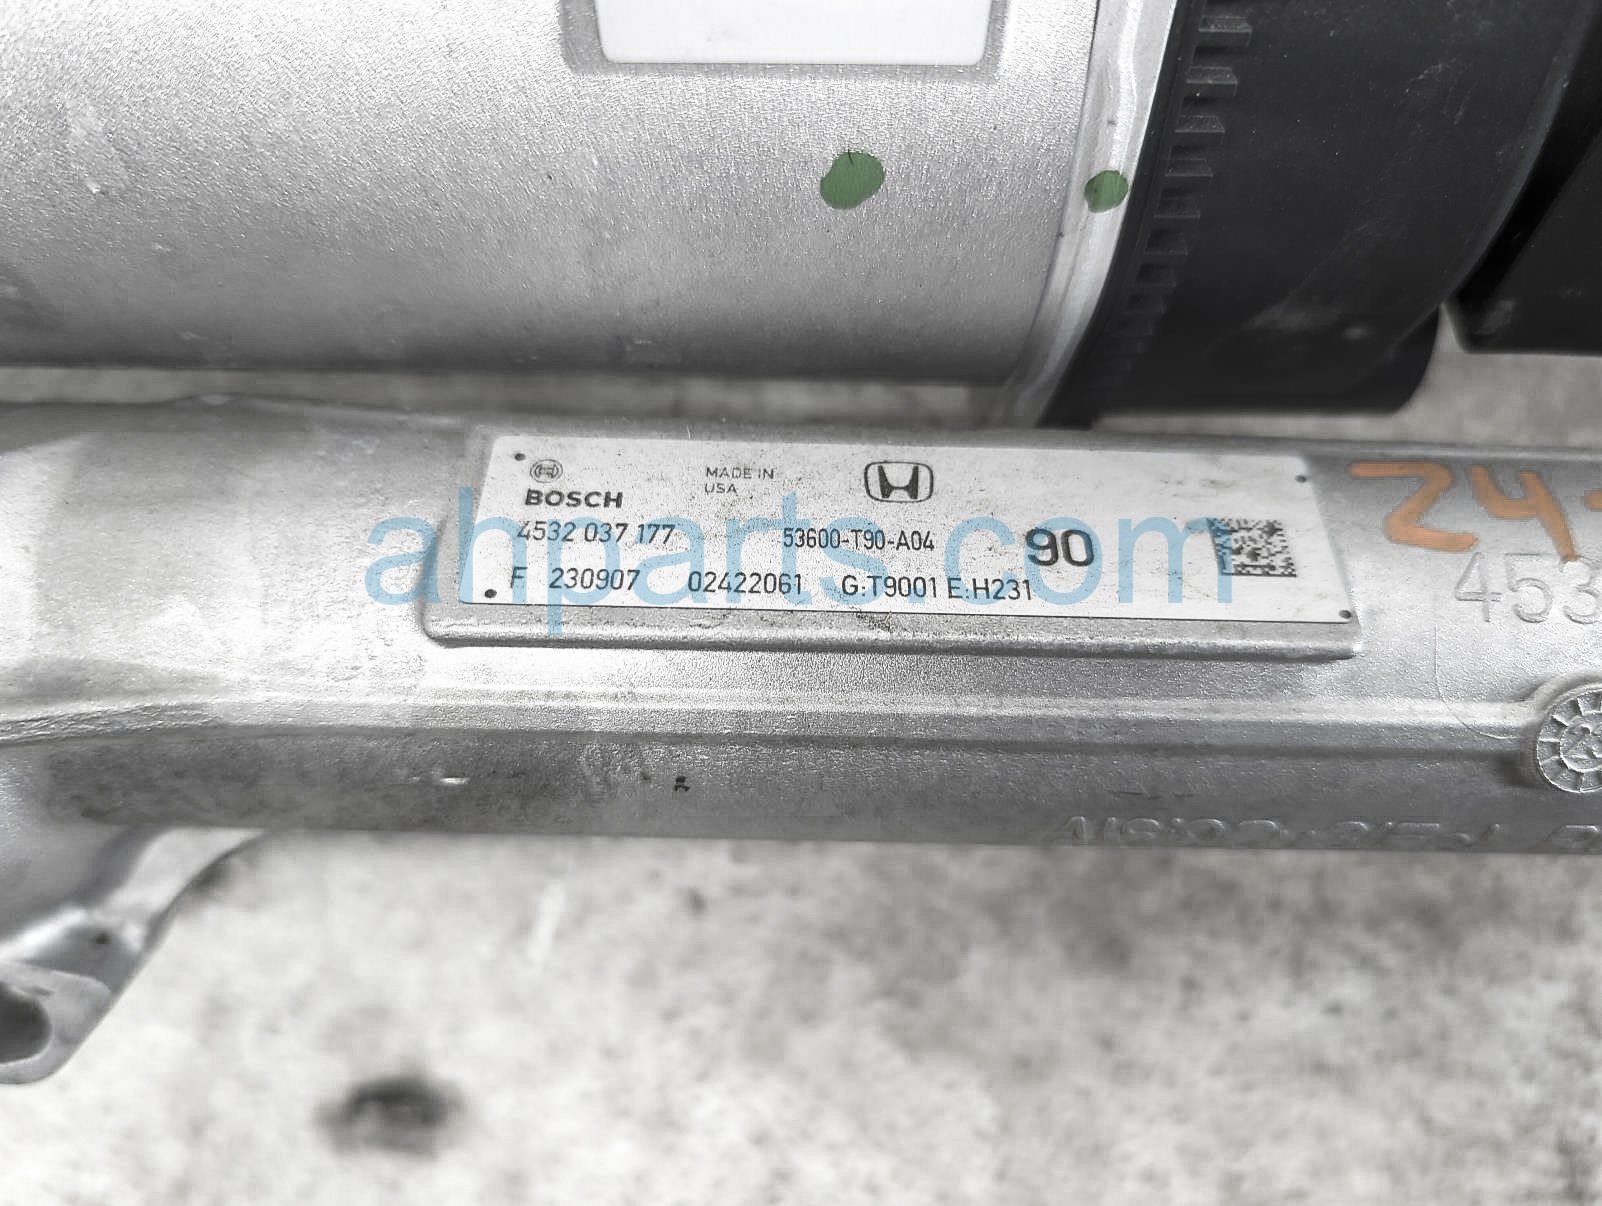 BOSCH
MADE IN
USA
4532 037 177
53600-T90-A04
90
F 230907 02422061 G:T9001 E:H231
24-
453
ahparts.com